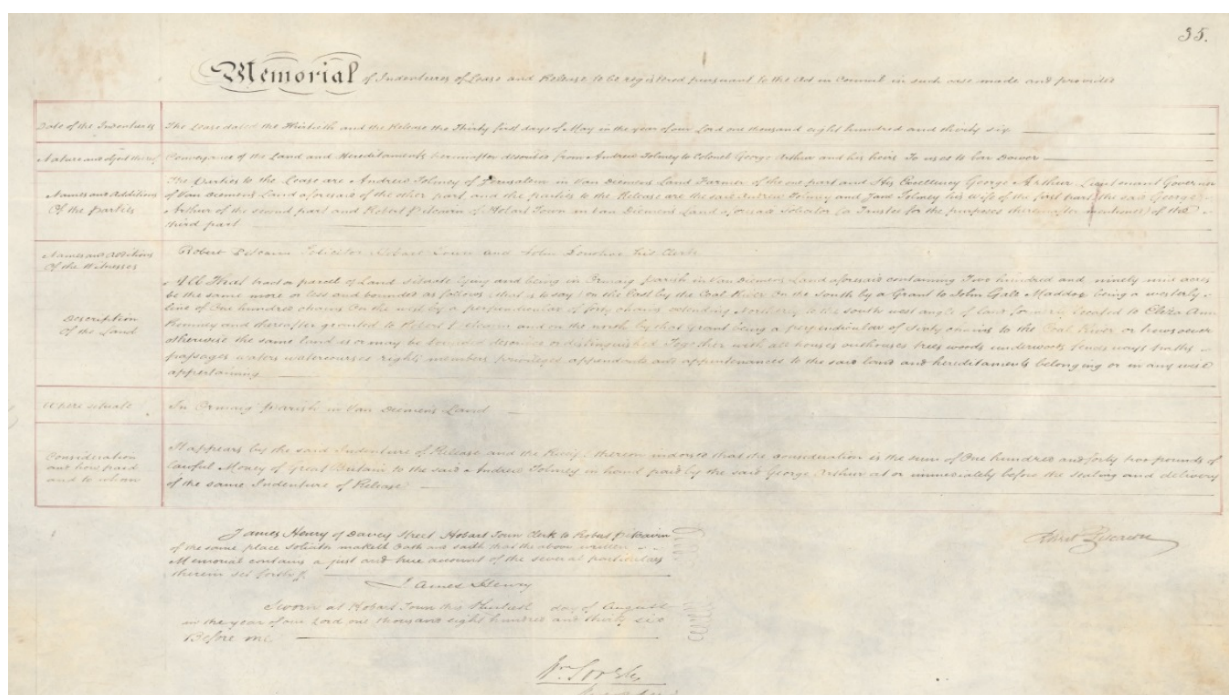 35.
Memorial of Indentures of Lease and Release to be registered pursuant to the Act in Council in such case made and provided
Date of the Indentures
The Lease dated the Thirtieth and the Release the Thirty first days of May in the year of our Lord one thousand eight hundred and thirty six
Nature and object thereof
Conveyance of the Land and Hereditaments hereinafter described from Andrew Tolmey to Colonel George Arthur and his heirs To uses to bar Dower
Names and Additions
Of the Parties
The Parties to the Lease are Andrew Tolmey of Jerusalem in Van Diemens Land Farmer of the one part and His Excellency George Arthur Lieutenant Governor
of Van Diemens Land aforesaid of the other part and the parties to the Release are the said Andrew Tolmey and Jane Tolmey his wife of the first part the said George
Arthur of the second part and Robert Pitcairn of Hobart Town in Van Diemens Land aforesaid Solicitor (a Trustee for the purposes therein after mentioned) of the
third part
Names and Additions
Of the Witnesses
Robert Pitcairn Solicitor Hobart Town and John his Clerk
Description
Of the Land
All That tract or parcel of Land situate lying and being in Ormaig parish in Van Diemens Land aforesaid containing Two hundred and ninety nine acres
be the same more or less and bounded as follows (that is to say) on the East by the Coal River On the South by a Grant to John Gate Maddox being a westerly
line of One hundred chains On the west by a perpendicular of forty chains extending Northerly to the south west angle of land formerly located to Eliza Ann
Kennedy and thereafter granted to Robert and on the north by that grant being a perpendicular of Sixty chains to the Coal River or howsoever
otherwise the same land is or may be bounded described or distinguished Together with all houses outhouses trees woods underwoods fences ways paths
passages waters watercourses rights members privileges appendants and appurtenances to the said land and hereditaments belonging or in any wise
appertaining
Where situate
In Ormaig Parish in Van Diemens Land
Consideration
and how paid
and to whom
It appears by the said Indenture of Release and the Receipt thereon indorsed that the consideration is the sum of One hundred and forty two pounds of
Lawful Money of Great Britain to the said Andrew Tolmey in hand paid by the said George Arthur at or immediately before the sealing and delivery
of the same Indenture of Release
James Henry of Davey Street Hobart Town Clerk to Robert Pitcairn
of the same place Solicitor maketh Oath and saith that the above written
Memorial contains a just and true account of the several particulars
therein set forth
James Henry
Robt Pitcairn
Sworn at Hobart Town this Thirtieth day of August
in the year of our Lord one thousand eight hundred and thirty six
Before me